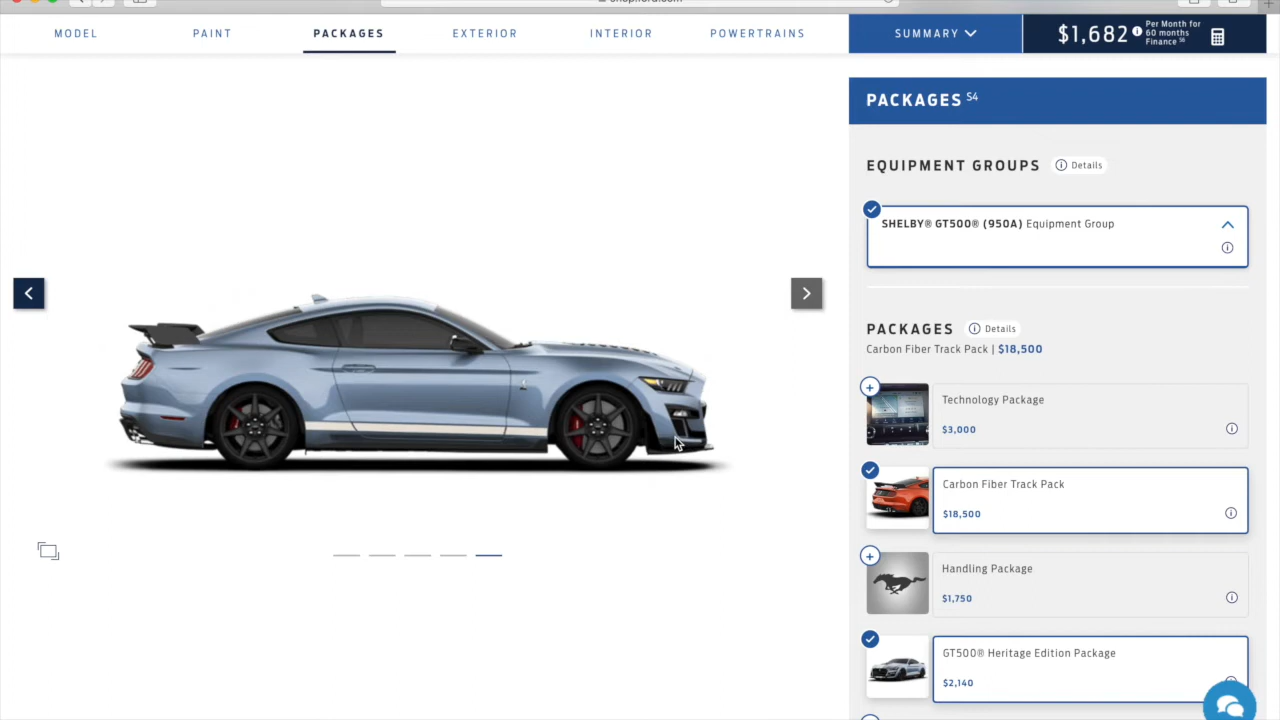 MODEL
PAINT
PACKAGES
EXTERIOR
INTERIOR
POWERTRAINS
SUMMARY
$1,682
Per Month for
60 months
Finance S6
PACKAGES S4
EQUIPMENT GROUPS
Details
SHELBY® GT500® (950A) Equipment Group
PACKAGES
Details
Carbon Fiber Track Pack | $18,500
Technology Package
$3,000
Carbon Fiber Track Pack
$18,500
Handling Package
$1,750
GT500® Heritage Edition Package
$2,140